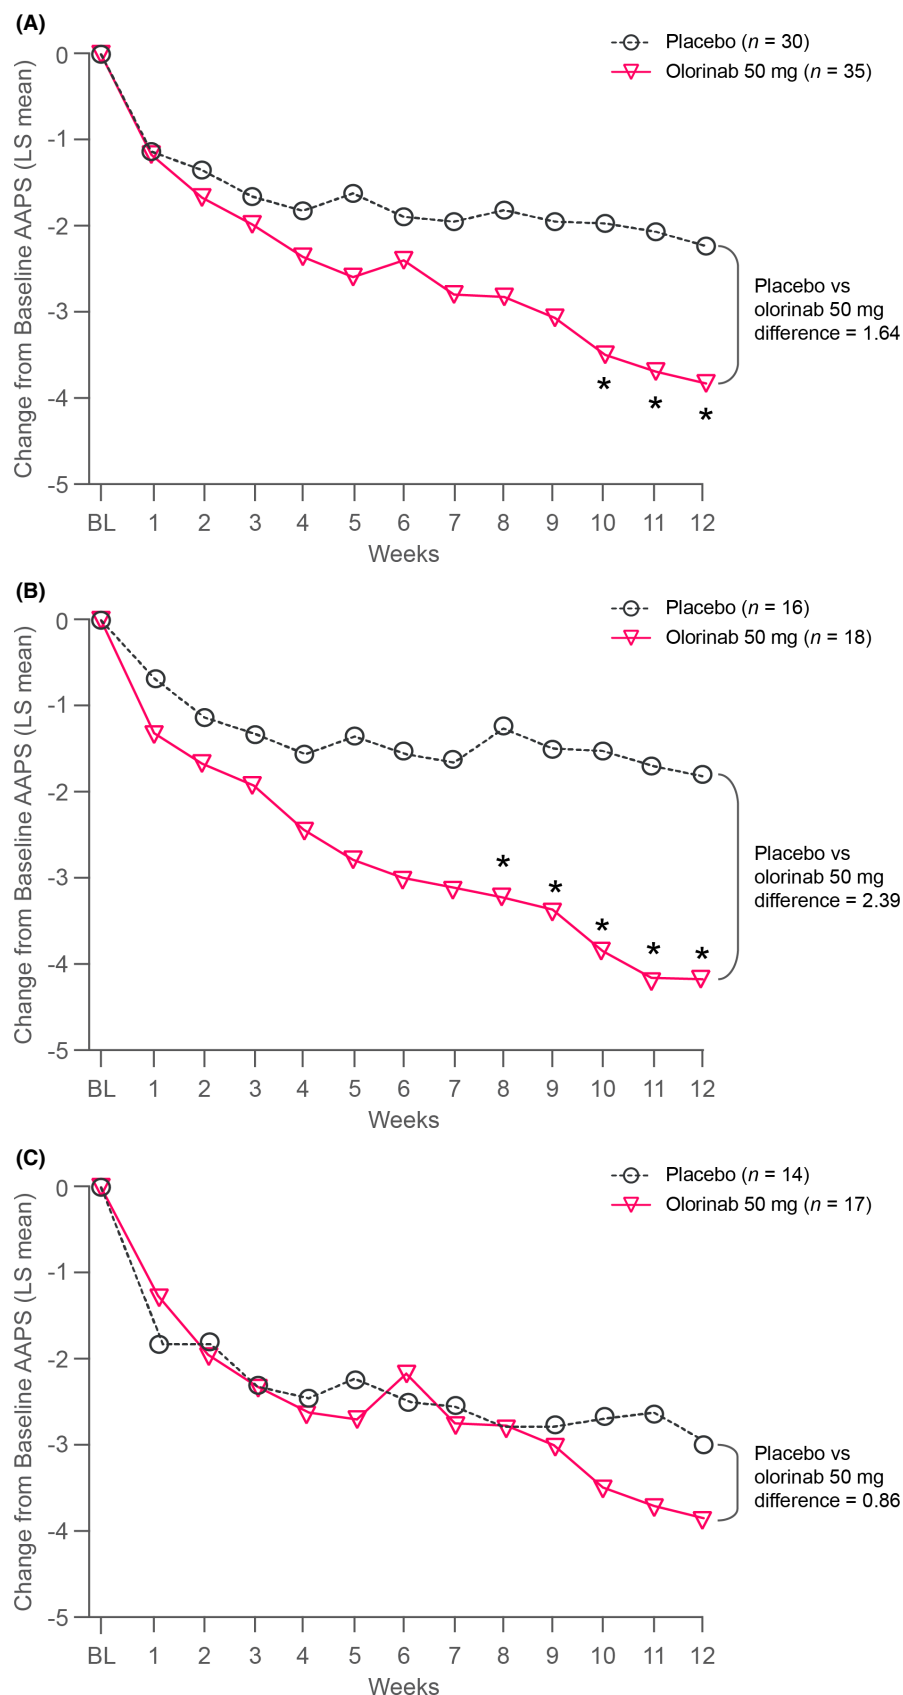 (A)
Placebo (n = 30)
Olorinab 50 mg (n = 35)
Change from Baseline AAPS (LS mean)
0
-1
-2
-3
-4
-5
Placebo vs
olorinab 50 mg
difference = 1.64
* * *
BL 1 2 3 4 5 6 7 8 9 10 11 12
Weeks
(B)
Placebo (n = 16)
Olorinab 50 mg (n = 18)
Change from Baseline AAPS (LS mean)
0
-1
-2
-3
-4
-5
Placebo vs
olorinab 50 mg
difference = 2.39
* * * * *
BL 1 2 3 4 5 6 7 8 9 10 11 12
Weeks
(C)
Placebo (n = 14)
Olorinab 50 mg (n = 17)
Change from Baseline AAPS (LS mean)
0
-1
-2
-3
-4
-5
Placebo vs
olorinab 50 mg
difference = 0.86
BL 1 2 3 4 5 6 7 8 9 10 11 12
Weeks